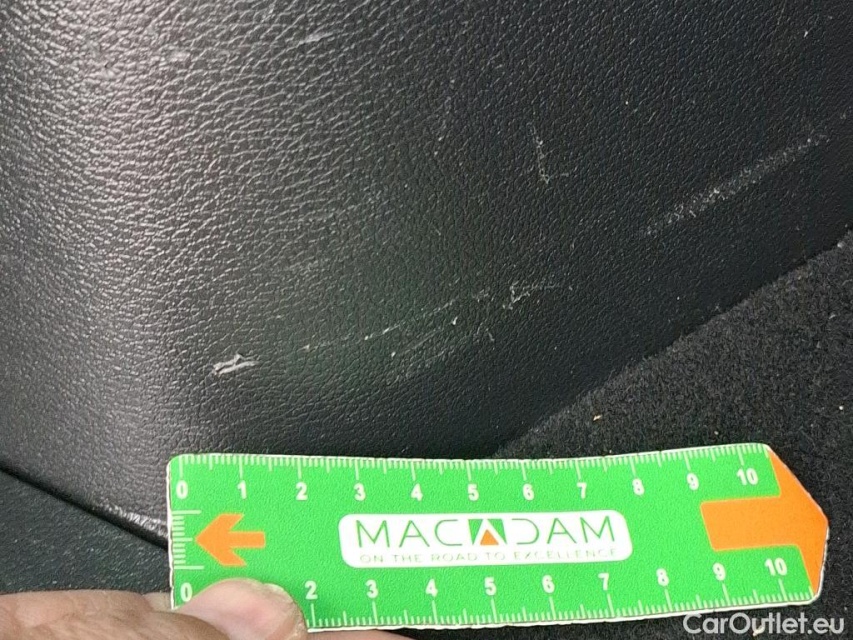 0 1 2 3 4 5 6 7 8 9 10
MACADAM
ON THE ROAD TO EXCELLENCE
0 2 3 4 5 6 7 8 9 10
CarOutlet.eu